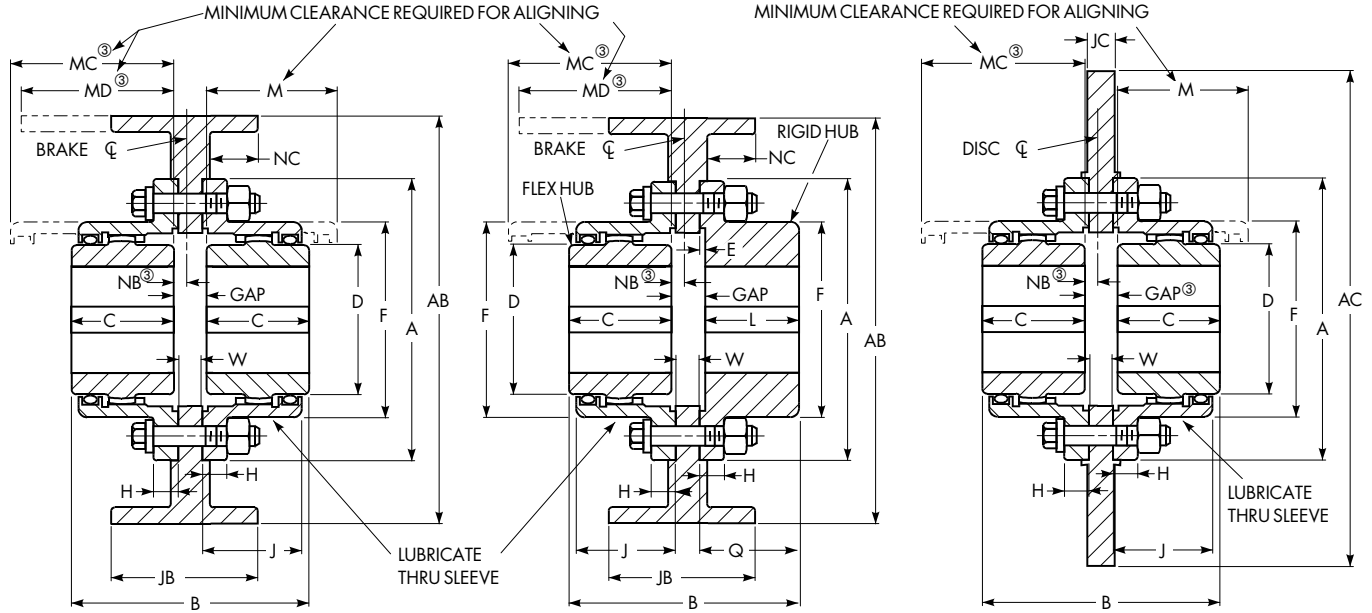 MINIMUM CLEARANCE REQUIRED FOR ALIGNING
MINIMUM CLEARANCE REQUIRED FOR ALIGNING
MC③
MD③
M
BRAKE ℄
NC
NB③
GAP
C
C
W
D
F
A
AB
H
H
J
JB
B
LUBRICATE
THRU SLEEVE
MC③
MD③
BRAKE ℄
NC
RIGID HUB
FLEX HUB
E
NB③
GAP
F
D
C
L
W
F
A
AB
H
H
J
Q
JB
B
JC
MC③
M
DISC ℄
NB③
GAP③
C
C
W
D
F
A
AC
H
H
J
B
LUBRICATE
THRU SLEEVE